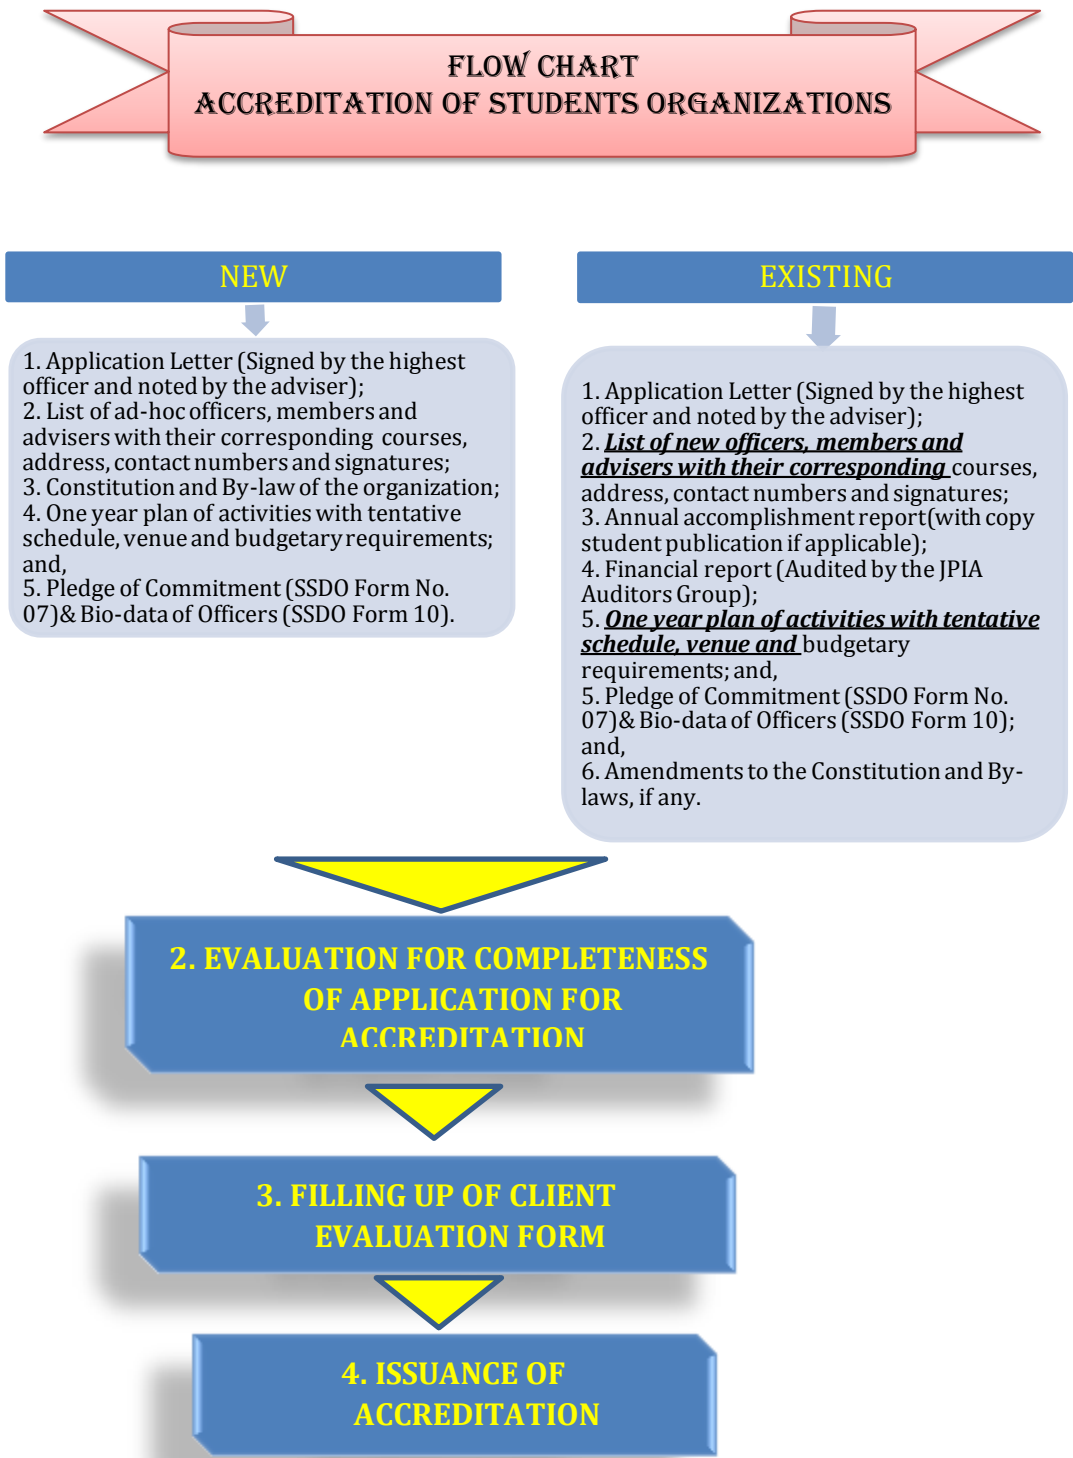 FLOW CHART
ACCREDITATION OF STUDENTS ORGANIZATIONS
NEW
1. Application Letter (Signed by the highest
officer and noted by the adviser);
2. List of ad-hoc officers, members and
advisers with their corresponding courses,
address, contact numbers and signatures;
3. Constitution and By-law of the organization;
4. One year plan of activities with tentative
schedule, venue and budgetary requirements;
and,
5. Pledge of Commitment (SSDO Form No.
07)& Bio-data of Officers (SSDO Form 10).
EXISTING
1. Application Letter (Signed by the highest
officer and noted by the adviser);
2. List of new officers, members and
advisers with their corresponding courses,
address, contact numbers and signatures;
3. Annual accomplishment report(with copy
student publication if applicable);
4. Financial report (Audited by the JPIA
Auditors Group);
5. One year plan of activities with tentative
schedule, venue and budgetary
requirements; and,
5. Pledge of Commitment (SSDO Form No.
07)& Bio-data of Officers (SSDO Form 10);
and,
6. Amendments to the Constitution and By-
laws, if any.
2. EVALUATION FOR COMPLETENESS
OF APPLICATION FOR
ACCREDITATION
3. FILLING UP OF CLIENT
EVALUATION FORM
4. ISSUANCE OF
ACCREDITATION